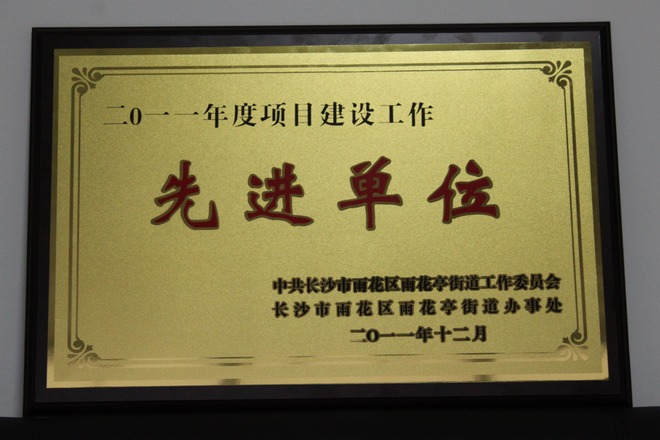 二0一一年度项目建设工作
先进单位
中共长沙市雨花区雨花亭街道工作委员会
长沙市雨花区雨花亭街道办事处
二0一一年十二月